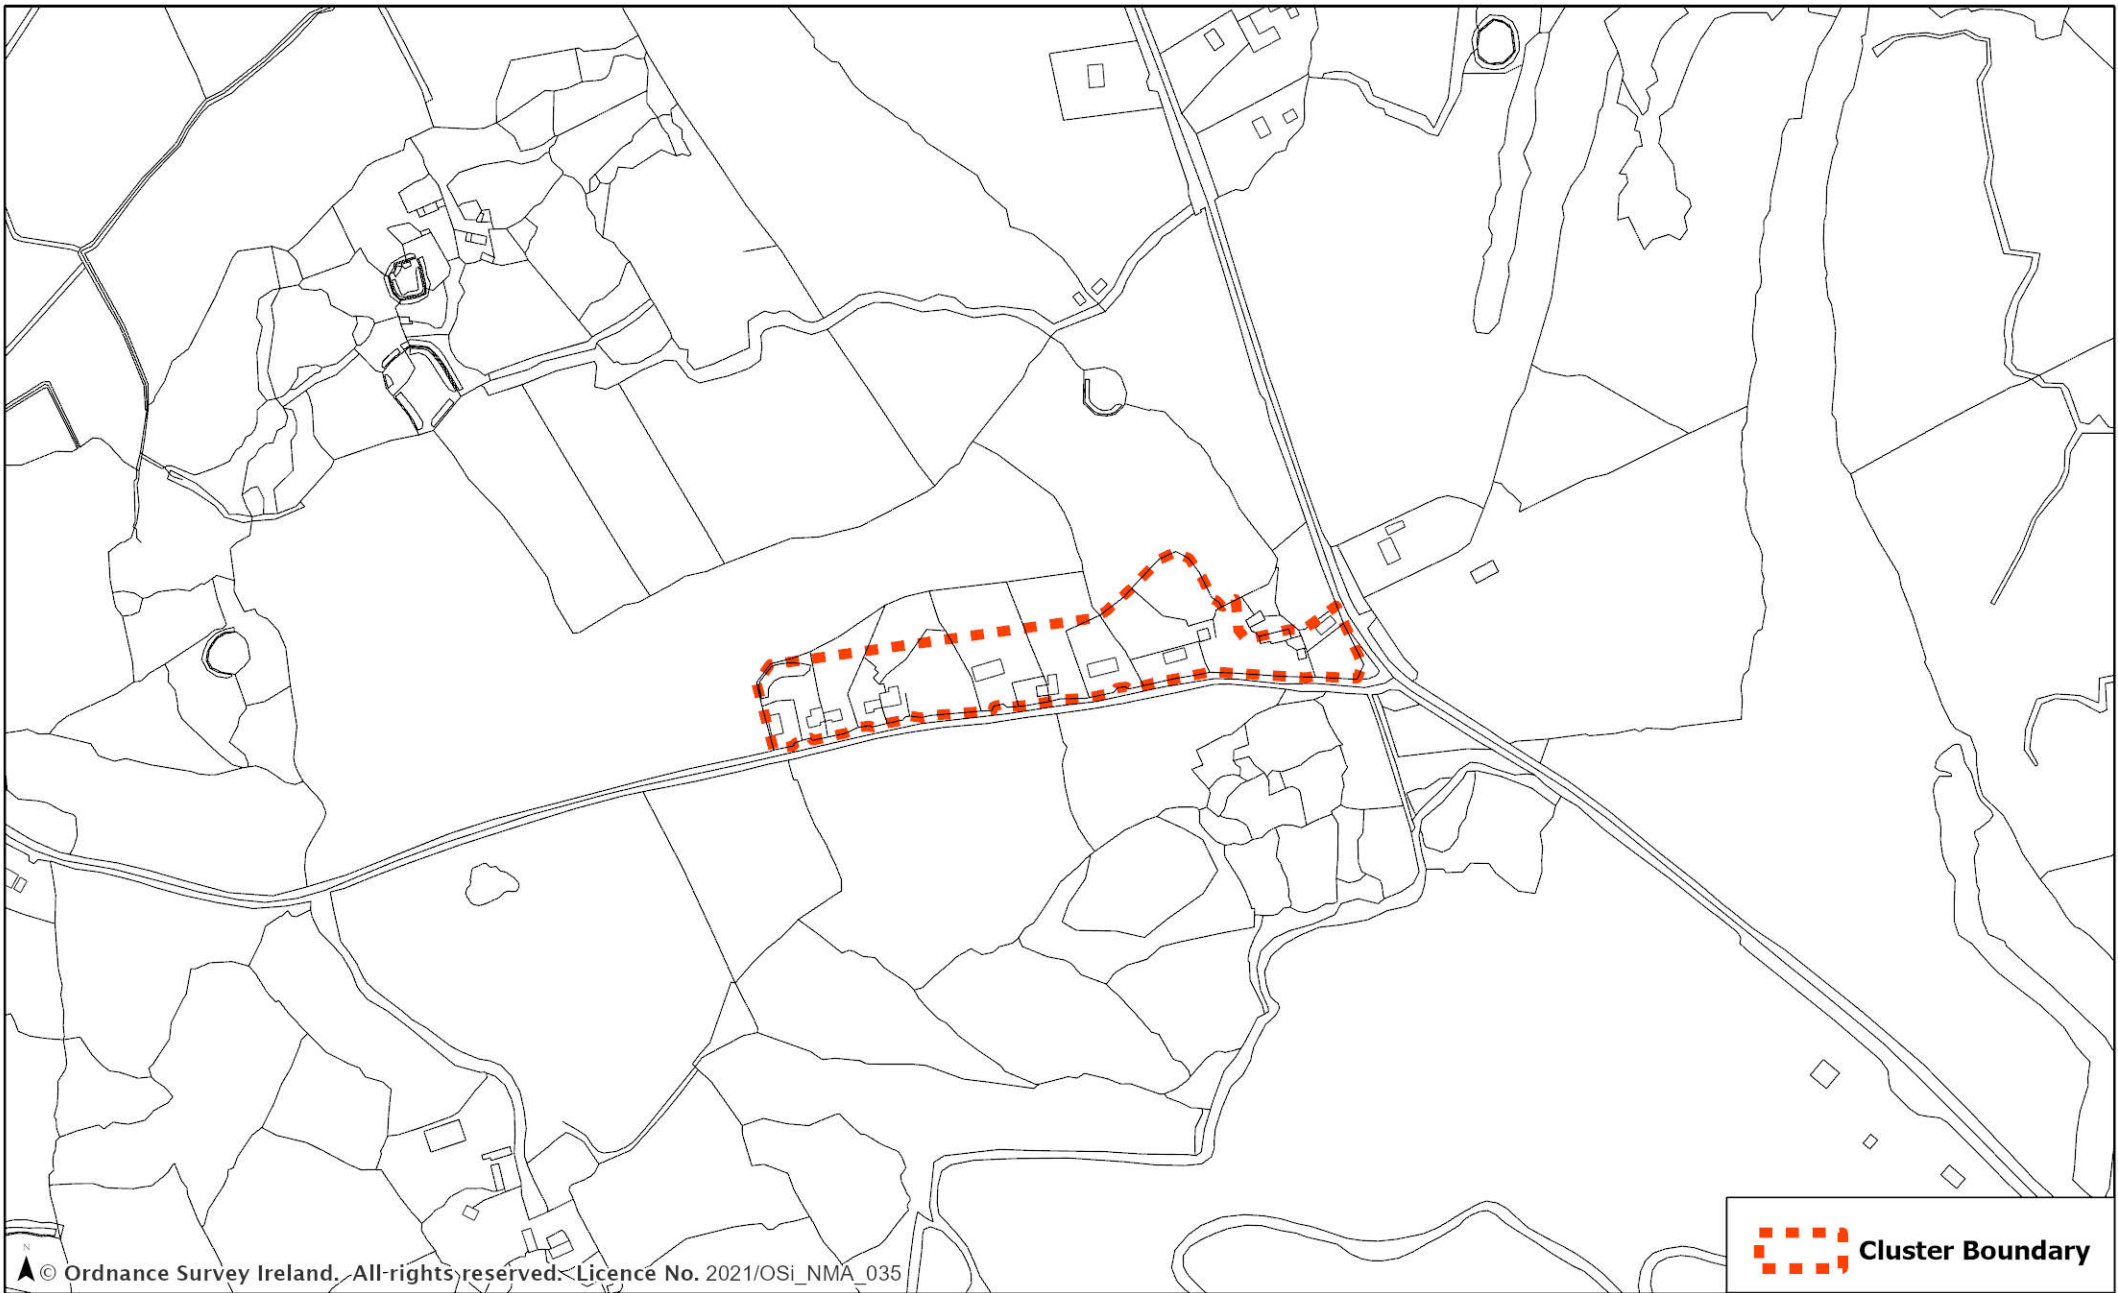 Cluster Boundary
N
© Ordnance Survey Ireland. All rights reserved. Licence No. 2021/OSi_NMA_035